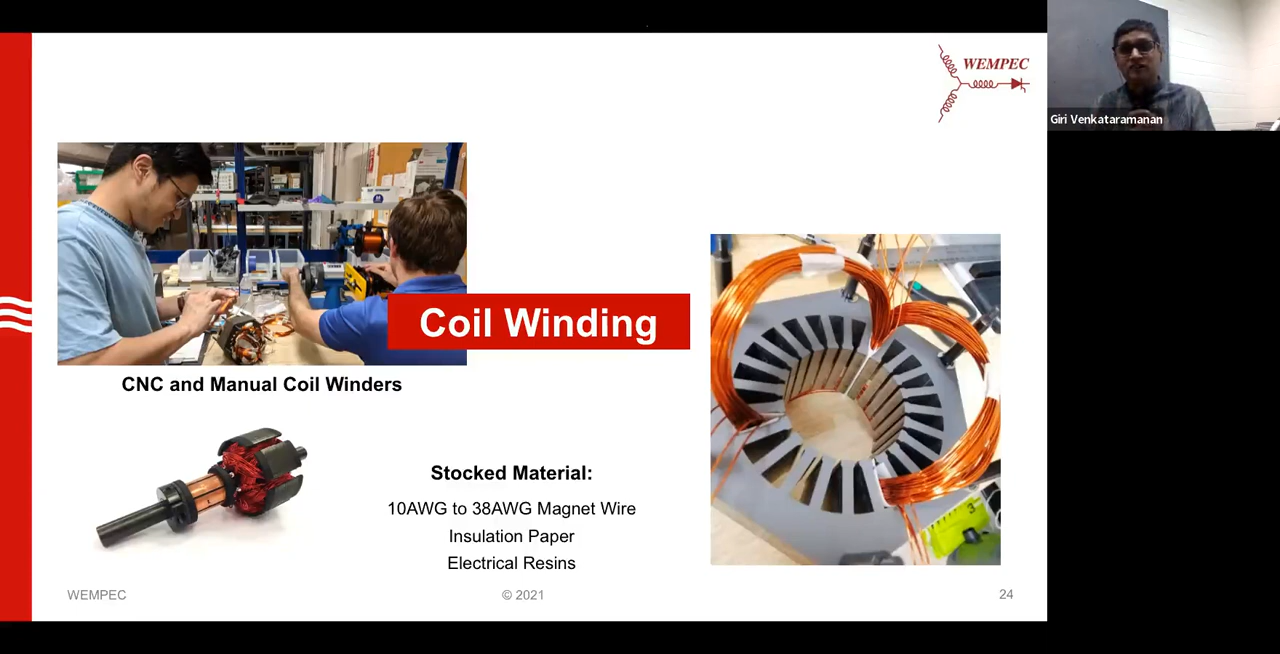 WEMPEC
Giri Venkataramanan
Coil Winding
CNC and Manual Coil Winders
Stocked Material:
10AWG to 38AWG Magnet Wire
Insulation Paper
Electrical Resins
3"
WEMPEC
© 2021
24